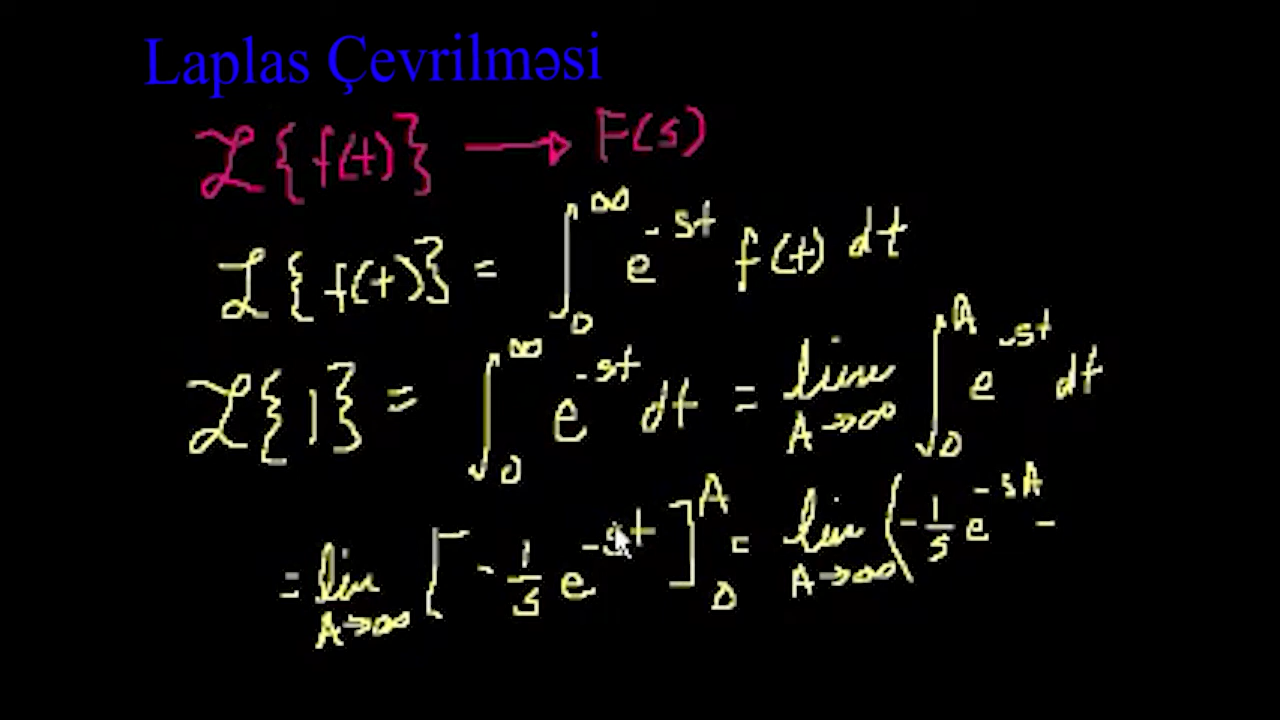 Laplas Çevrilməsi
ℒ{f(t)} → F(s)
ℒ{f(t)} = ∫₀^∞ e^{-st} f(t) dt
ℒ{1} = ∫₀^∞ e^{-st} dt = lim_{A→∞} ∫₀^A e^{-st} dt
= lim_{A→∞} [-1/s e^{-st}]₀^A = lim_{A→∞} (-1/s e^{-sA} -